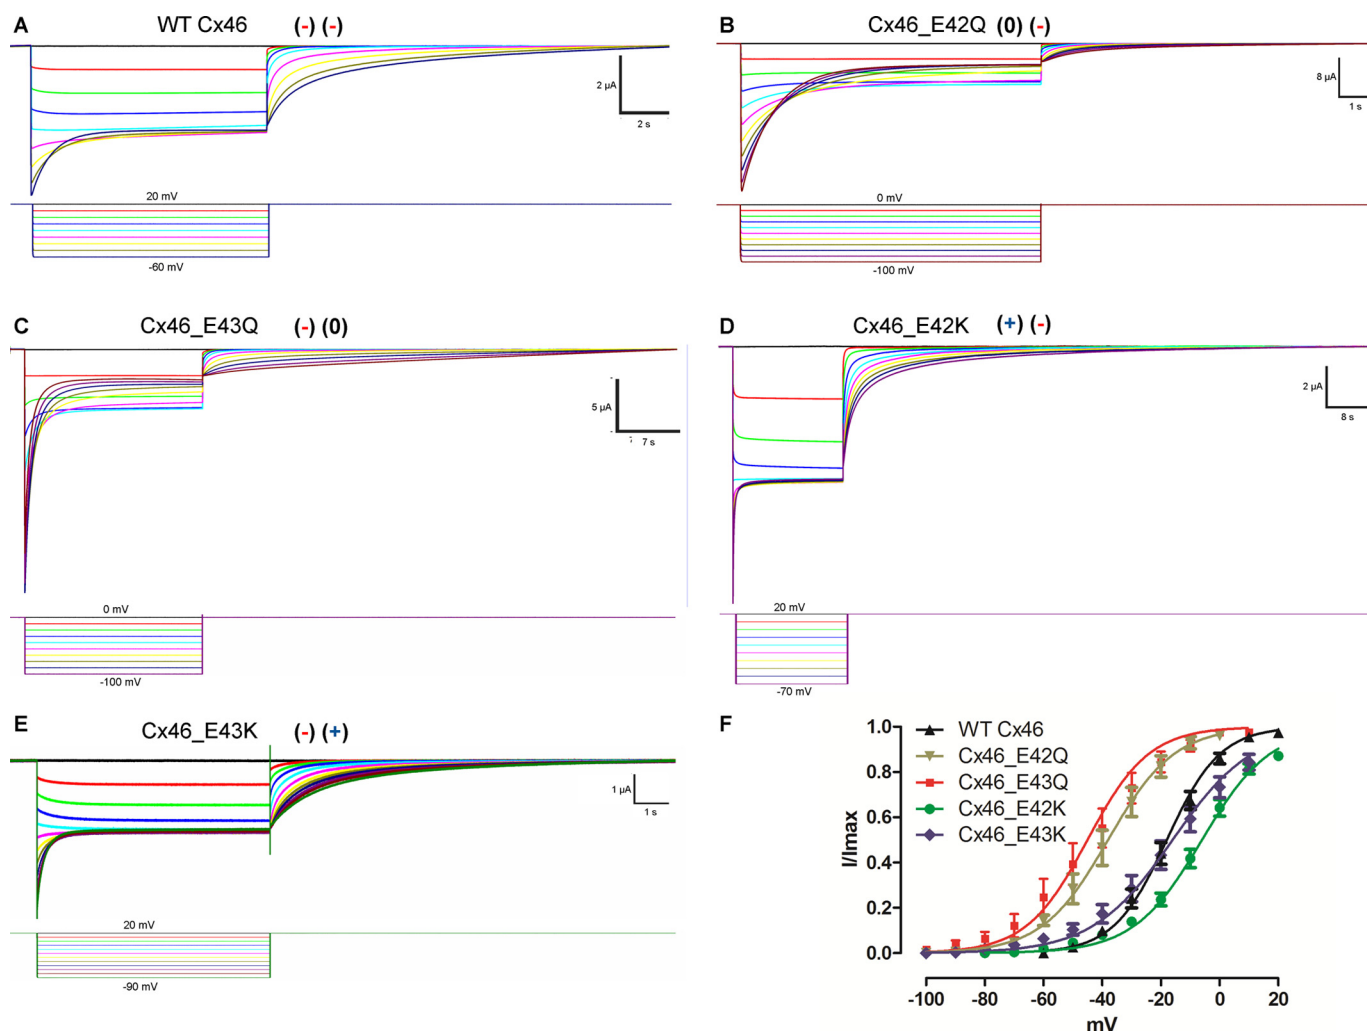 A WT Cx46 (-) (-)
2 µA
2 s
20 mV
-60 mV
B Cx46_E42Q (0) (-)
8 µA
1 s
0 mV
-100 mV
C Cx46_E43Q (-) (0)
5 µA
7 s
0 mV
-100 mV
D Cx46_E42K (+) (-)
2 µA
8 s
20 mV
-70 mV
E Cx46_E43K (-) (+)
1 µA
1 s
20 mV
-90 mV
F
WT Cx46
Cx46_E42Q
Cx46_E43Q
Cx46_E42K
Cx46_E43K
I/Imax
1.0
0.8
0.6
0.4
0.2
0.0
-100 -80 -60 -40 -20 0 20
mV